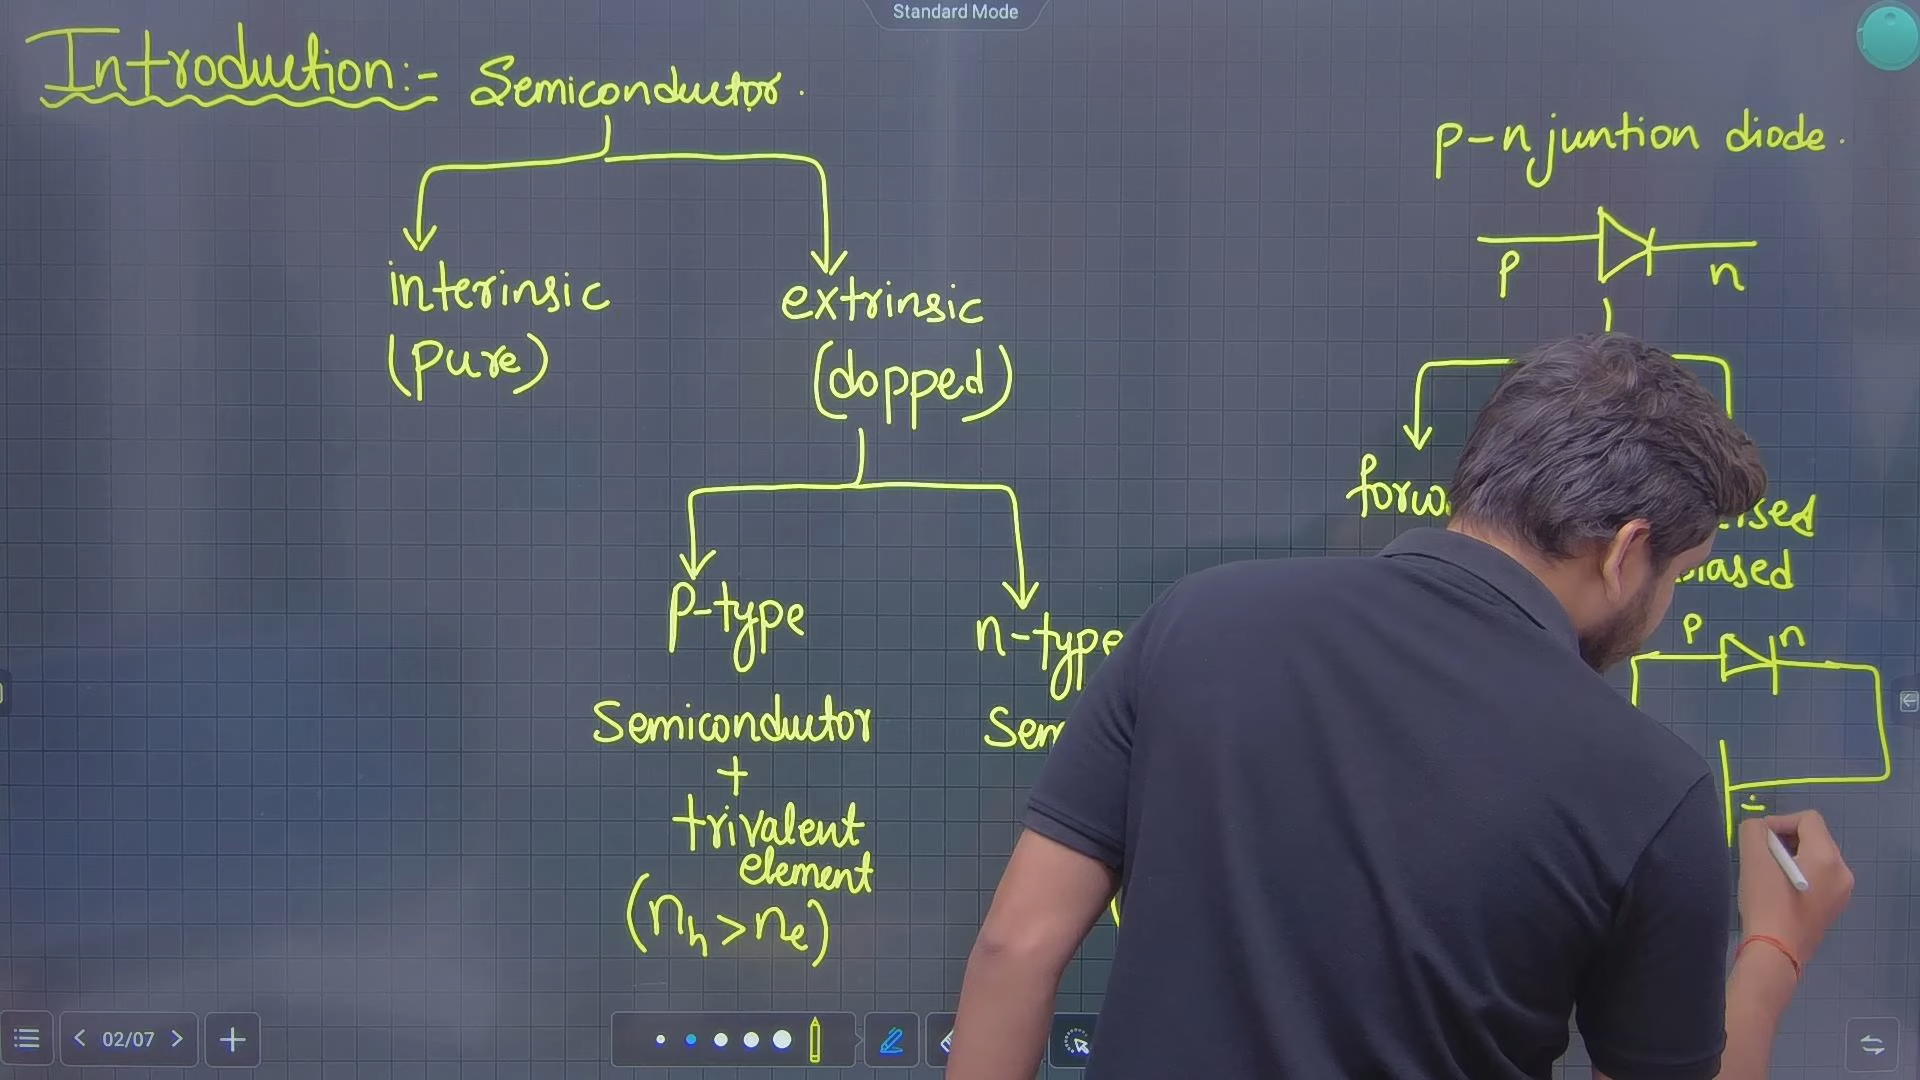 Standard Mode
Introduction:- Semiconductor.
interinsic
(pure)
extrinsic
(dopped)
p-type
Semiconductor
+
trivalent
element
(nh > ne)
n-type
p-n juntion diode.
p n
p n
02/07